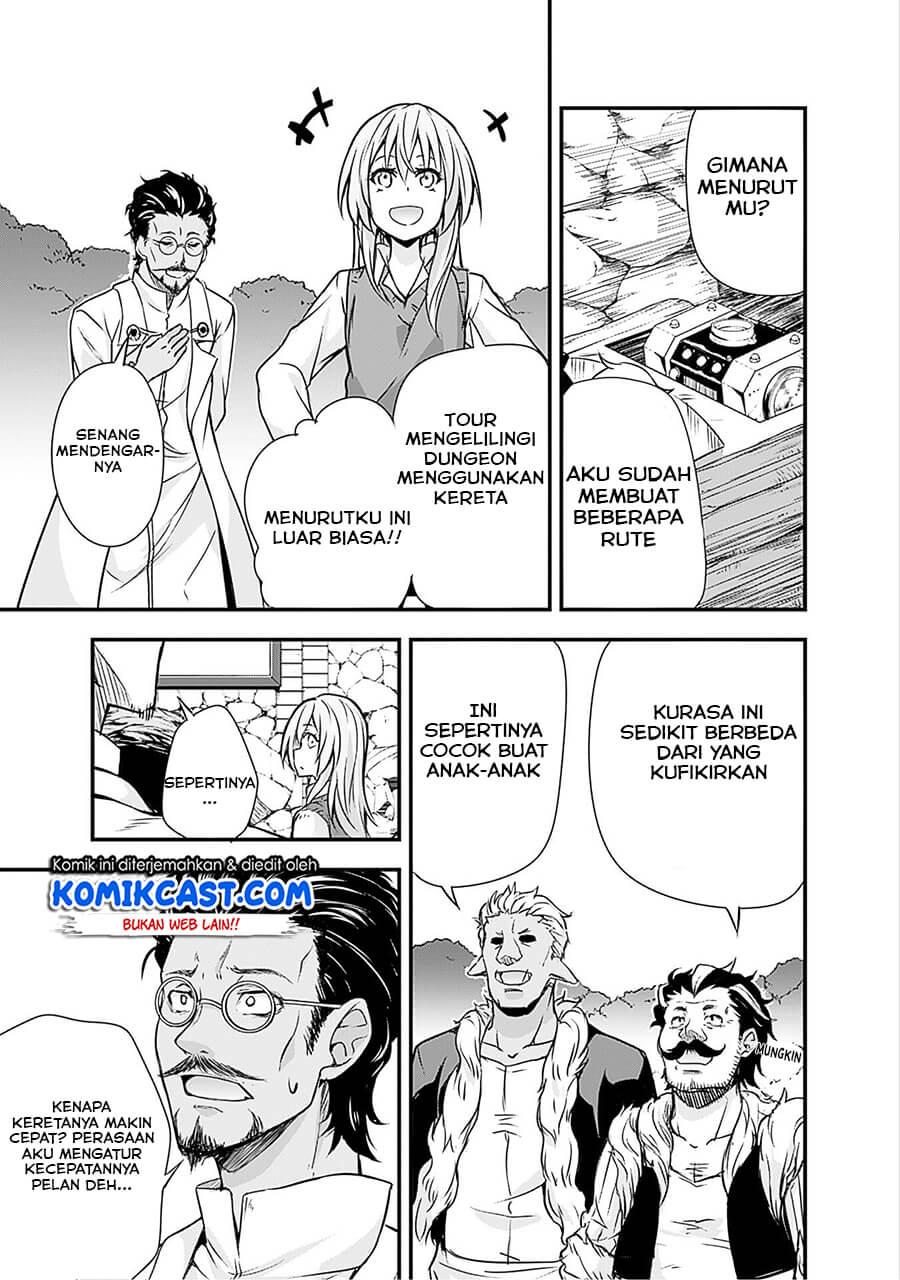 GIMANA
MENURUT
MU?
AKU SUDAH
MEMBUAT
BEBERAPA
RUTE
TOUR
MENGELILINGI
DUNGEON
MENGGUNAKAN
KERETA
MENURUTKU INI
LUAR BIASA!!
SENANG
MENDENGAR-
NYA
KURASA INI
SEDIKIT BERBEDA
DARI YANG
KUFIKIRKAN
INI
SEPERTINYA
COCOK BUAT
ANAK-ANAK
MUNGKIN
SEPERTINYA
...
Komik ini diterjemahkan & diedit oleh
KOMIKCAST.COM
BUKAN WEB LAIN!!
KENAPA
KERETANYA MAKIN
CEPAT? PERASAAN
AKU MENGATUR
KECEPATANNYA
PELAN DEH...